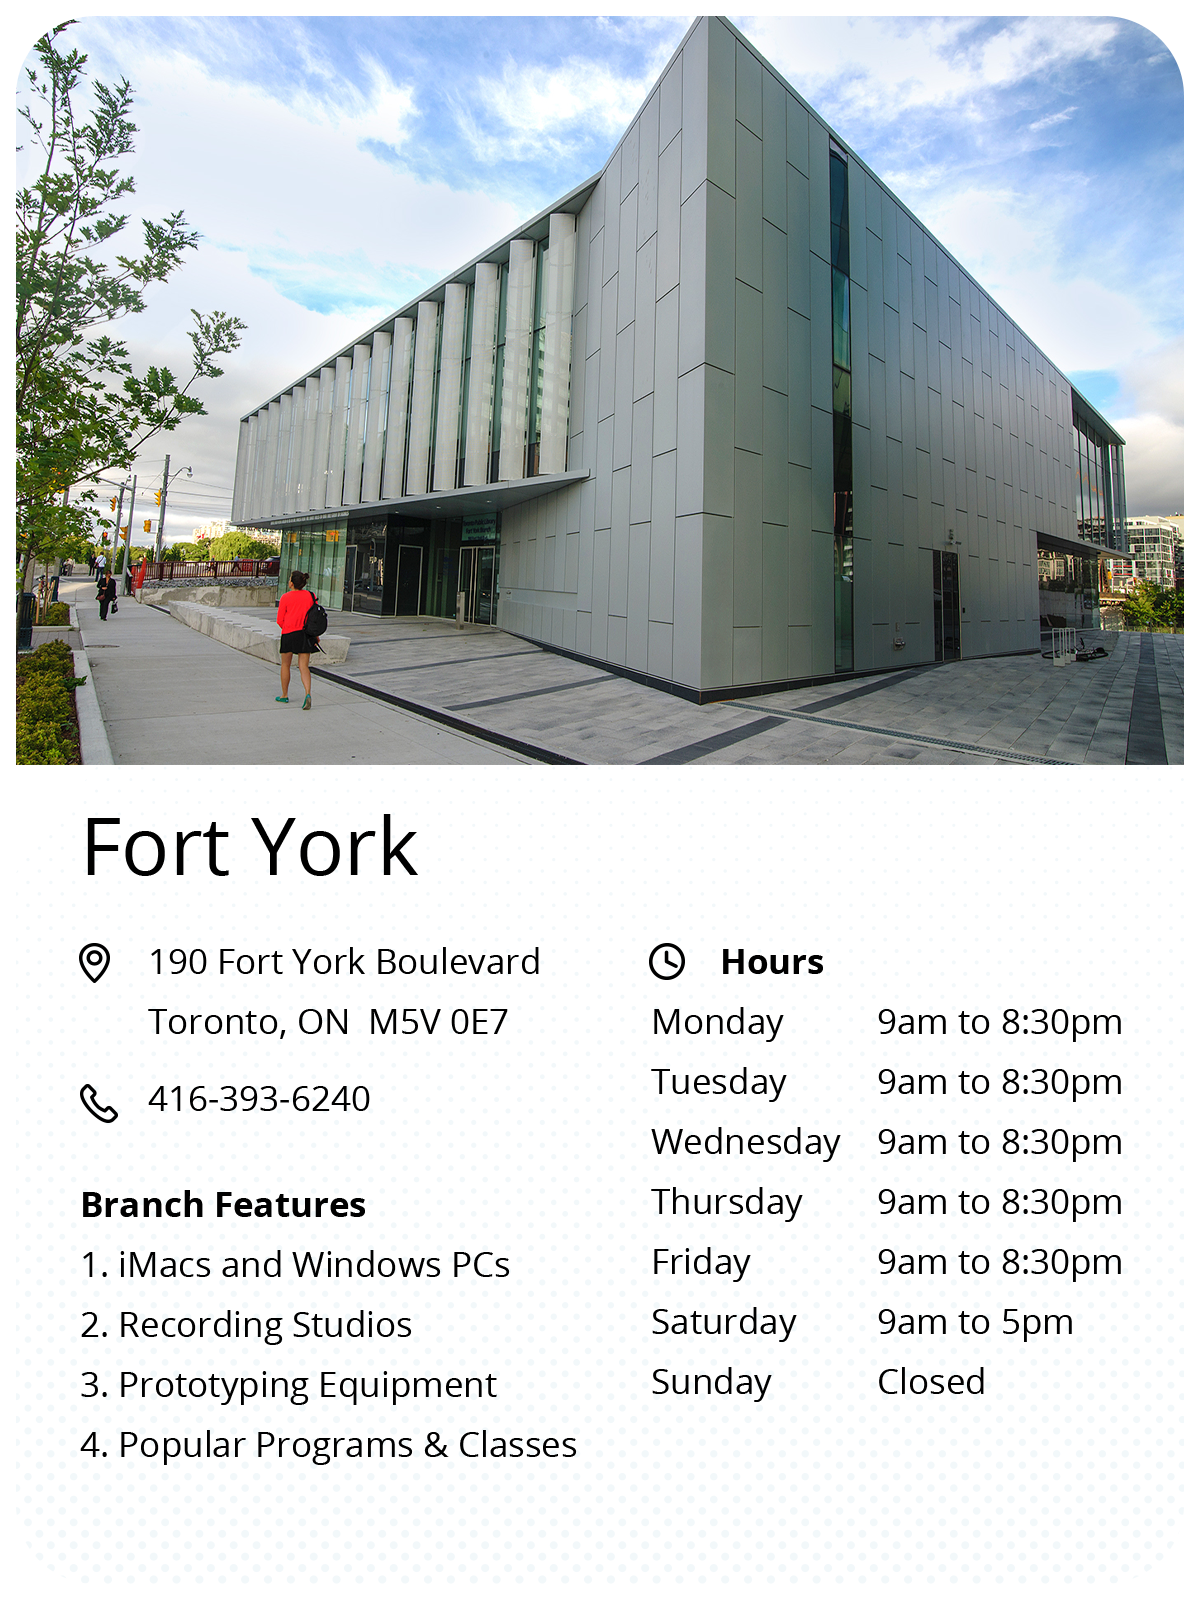 Fort York
190 Fort York Boulevard
Toronto, ON M5V 0E7
416-393-6240
Branch Features
1. iMacs and Windows PCs
2. Recording Studios
3. Prototyping Equipment
4. Popular Programs & Classes
Hours
Monday 9am to 8:30pm
Tuesday 9am to 8:30pm
Wednesday 9am to 8:30pm
Thursday 9am to 8:30pm
Friday 9am to 8:30pm
Saturday 9am to 5pm
Sunday Closed